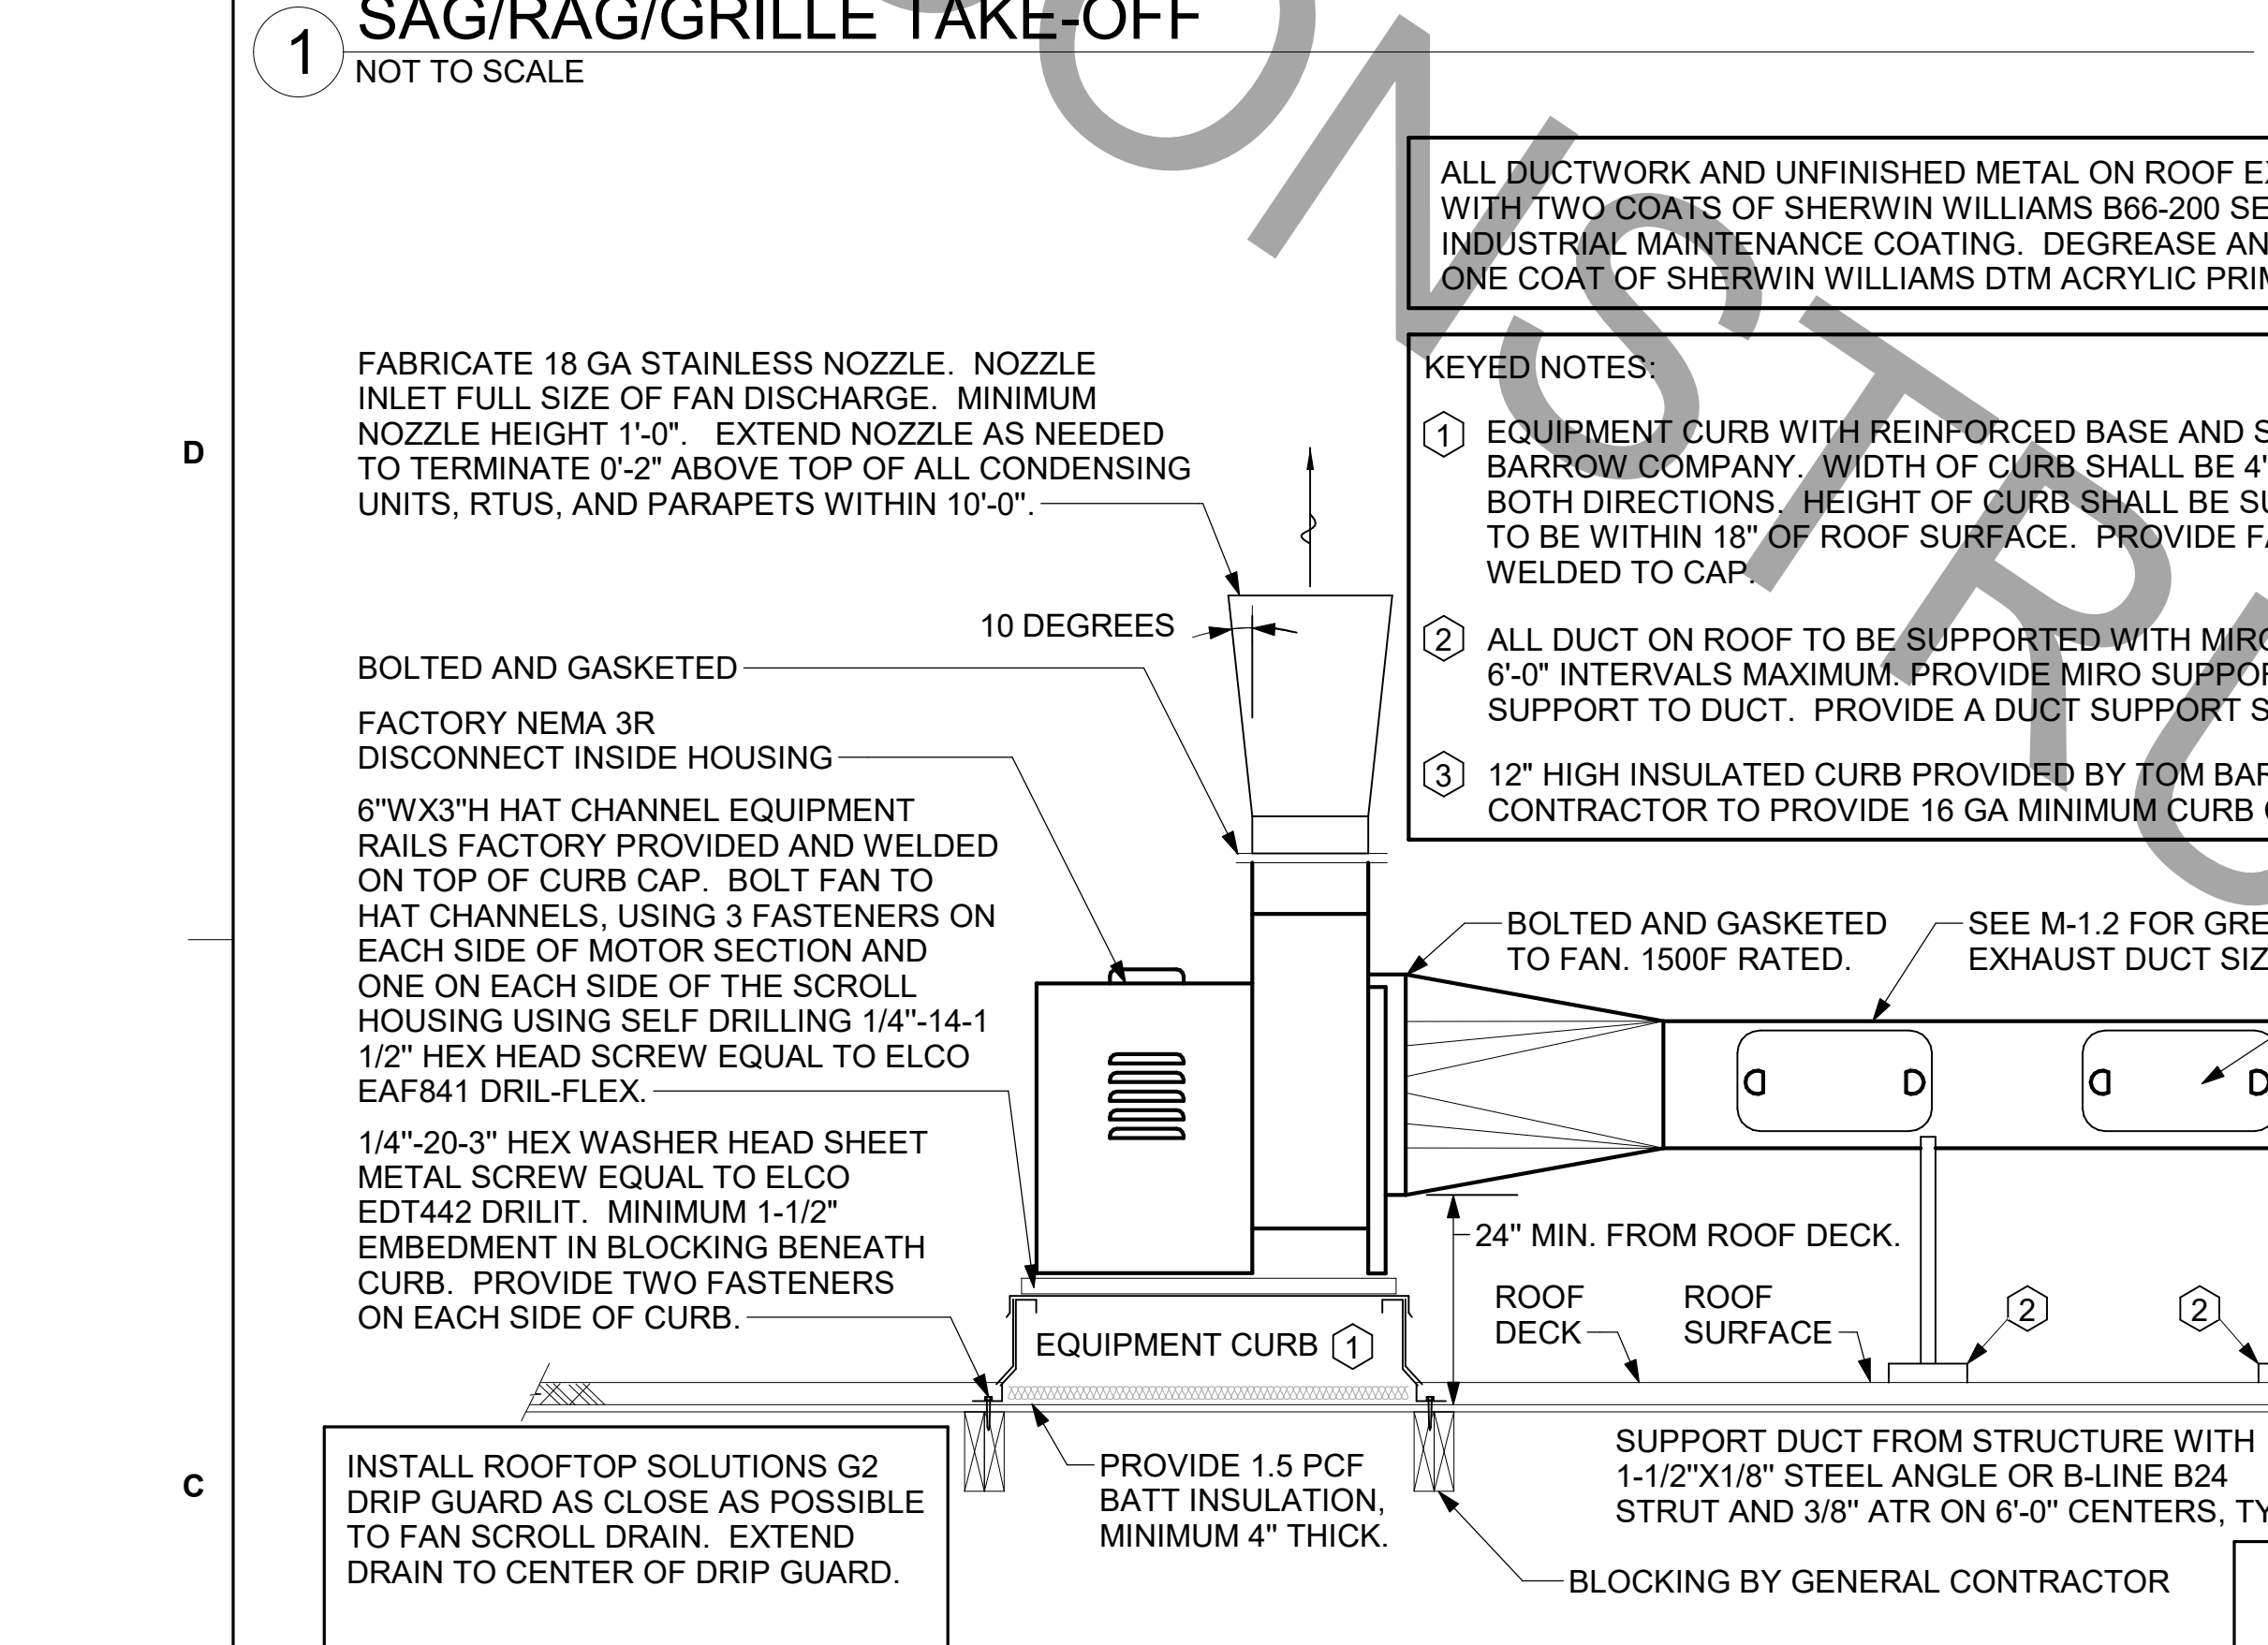 SAG/RAG/GRILLE TAKE-OFF
1
NOT TO SCALE
ALL DUCTWORK AND UNFINISHED METAL ON ROOF
WITH TWO COATS OF SHERWIN WILLIAMS B66-200
INDUSTRIAL MAINTENANCE COATING. DEGREASE
ONE COAT OF SHERWIN WILLIAMS DTM ACRYLIC
FABRICATE 18 GA STAINLESS NOZZLE. NOZZLE
INLET FULL SIZE OF FAN DISCHARGE. MINIMUM
NOZZLE HEIGHT 1'-0". EXTEND NOZZLE AS NEEDED
TO TERMINATE 0'-2" ABOVE TOP OF ALL CONDENSING
UNITS, RTUS, AND PARAPETS WITHIN 10'-0".
D
KEYED NOTES:
1 EQUIPMENT CURB WITH REINFORCED BASE AND
BARROW COMPANY. WIDTH OF CURB SHALL BE 4'
BOTH DIRECTIONS. HEIGHT OF CURB SHALL BE
TO BE WITHIN 18" OF ROOF SURFACE. PROVIDE
WELDED TO CAP.
2 ALL DUCT ON ROOF TO BE SUPPORTED WITH MIRO
6'-0" INTERVALS MAXIMUM. PROVIDE MIRO
SUPPORT TO DUCT. PROVIDE A DUCT SUPPORT
3 12" HIGH INSULATED CURB PROVIDED BY TOM
CONTRACTOR TO PROVIDE 16 GA MINIMUM CURB
10 DEGREES
BOLTED AND GASKETED
FACTORY NEMA 3R
DISCONNECT INSIDE HOUSING
6"WX3"H HAT CHANNEL EQUIPMENT
RAILS FACTORY PROVIDED AND WELDED
ON TOP OF CURB CAP. BOLT FAN TO
HAT CHANNELS, USING 3 FASTENERS ON
EACH SIDE OF MOTOR SECTION AND
ONE ON EACH SIDE OF THE SCROLL
HOUSING USING SELF DRILLING 1/4"-14-1
1/2" HEX HEAD SCREW EQUAL TO ELCO
EAF841 DRIL-FLEX.
1/4"-20-3" HEX WASHER HEAD SHEET
METAL SCREW EQUAL TO ELCO
EDT442 DRILIT. MINIMUM 1-1/2"
EMBEDMENT IN BLOCKING BENEATH
CURB. PROVIDE TWO FASTENERS
ON EACH SIDE OF CURB.
BOLTED AND GASKETED
TO FAN. 1500F RATED.
SEE M-1.2 FOR
EXHAUST DUCT
24" MIN. FROM ROOF DECK.
ROOF
DECK
ROOF
SURFACE
2
2
EQUIPMENT CURB 1
C
INSTALL ROOFTOP SOLUTIONS G2
DRIP GUARD AS CLOSE AS POSSIBLE
TO FAN SCROLL DRAIN. EXTEND
DRAIN TO CENTER OF DRIP GUARD.
PROVIDE 1.5 PCF
BATT INSULATION,
MINIMUM 4" THICK.
SUPPORT DUCT FROM STRUCTURE WITH
1-1/2"X1/8" STEEL ANGLE OR B-LINE B24
STRUT AND 3/8" ATR ON 6'-0" CENTERS,
BLOCKING BY GENERAL CONTRACTOR